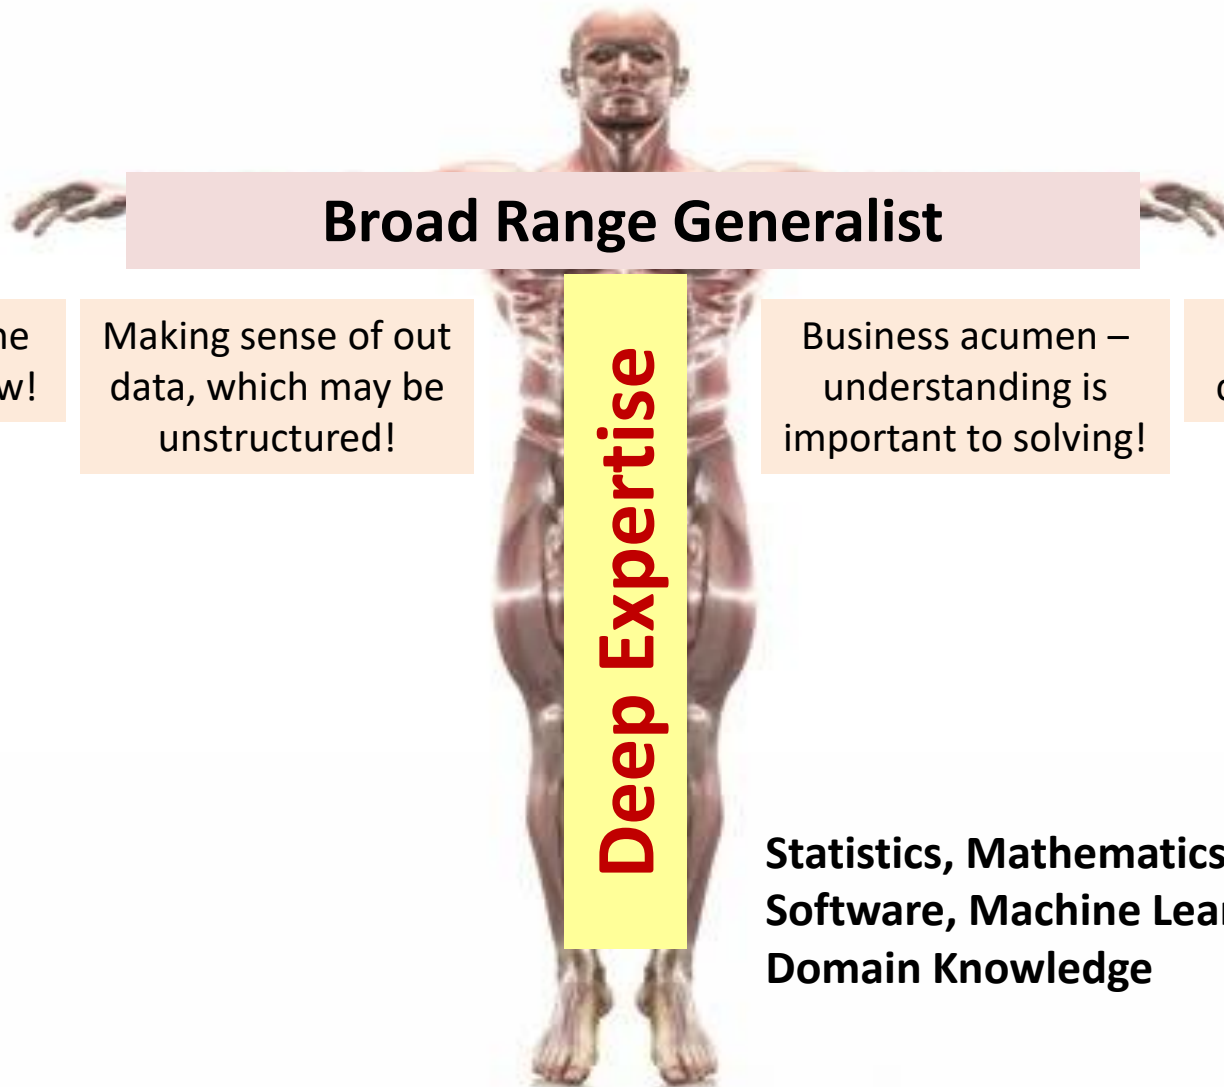 Broad Range Generalist
Making sense of out
data, which may be
unstructured!
Deep Expertise
Business acumen –
understanding is
important to solving!
Statistics, Mathematics
Software, Machine
Domain Knowledge